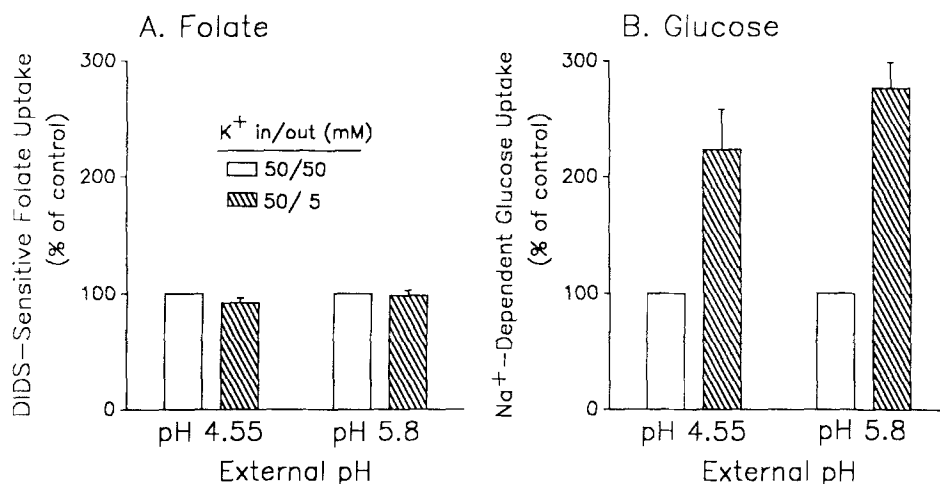 A. Folate
DIDS-Sensitive Folate Uptake
(% of control)
300
200
100
0
K+ in/out (mM)
50/50
50/ 5
pH 4.55
pH 5.8
External pH
B. Glucose
Na+-Dependent Glucose Uptake
(% of control)
300
200
100
0
pH 4.55
pH 5.8
External pH